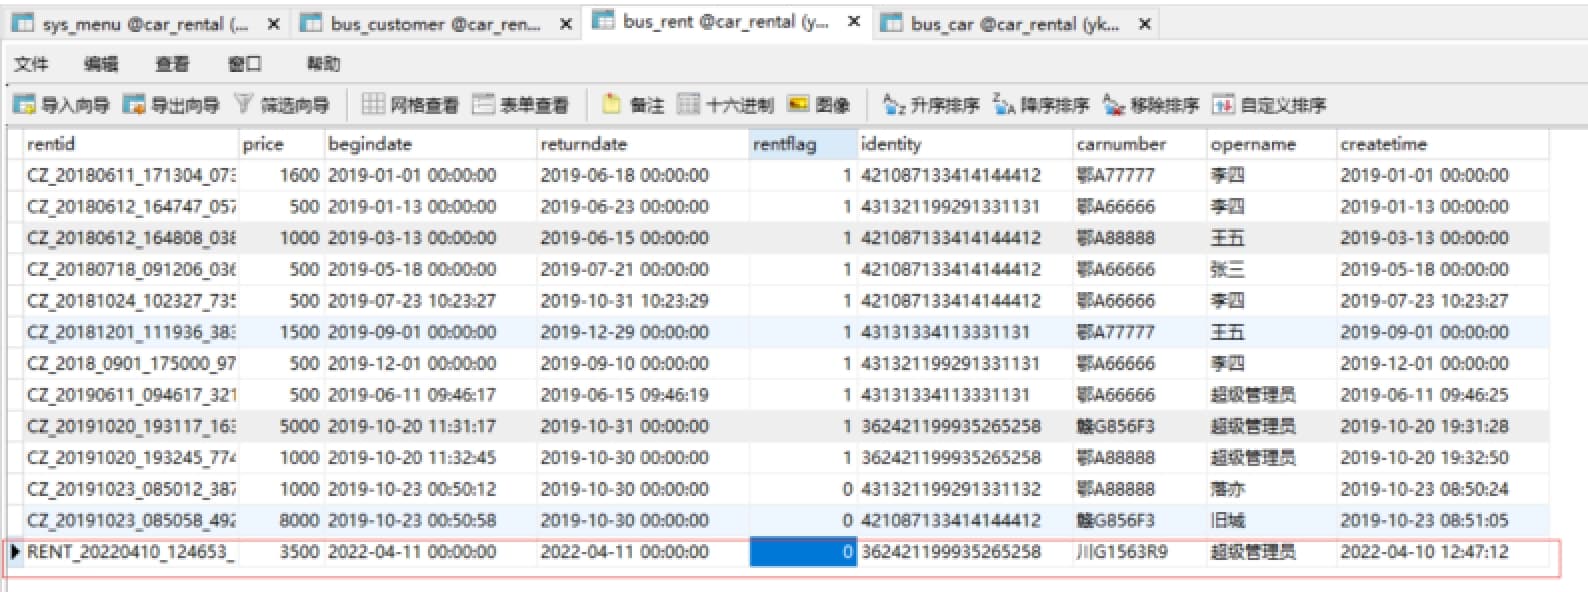 sys_menu @car_rental (... bus_customer @car_ren... bus_rent @car_rental (y... bus_car @car_rental (yk...
文件 编辑 查看 窗口 帮助
导入向导 导出向导 筛选向导 网格查看 表单查看 备注 十六进制 图像 升序排序 降序排序 移除排序 自定义排序
rentid price begindate returndate rentflag identity carnumber opername createtime
CZ_20180611_171304_073 1600 2019-01-01 00:00:00 2019-06-18 00:00:00 1 421087133414144412 鄂A77777 李四 2019-01-01 00:00:00
CZ_20180612_164747_057 500 2019-01-13 00:00:00 2019-06-23 00:00:00 1 431321199291331131 鄂A66666 李四 2019-01-13 00:00:00
CZ_20180612_164808_038 1000 2019-03-13 00:00:00 2019-06-15 00:00:00 1 421087133414144412 鄂A88888 王五 2019-03-13 00:00:00
CZ_20180718_091206_036 500 2019-05-18 00:00:00 2019-07-21 00:00:00 1 421087133414144412 鄂A66666 张三 2019-05-18 00:00:00
CZ_20181024_102327_735 500 2019-07-23 10:23:27 2019-10-31 10:23:29 1 421087133414144412 鄂A66666 李四 2019-07-23 10:23:27
CZ_20181201_111936_383 1500 2019-09-01 00:00:00 2019-12-29 00:00:00 1 43131334113331131 鄂A77777 王五 2019-09-01 00:00:00
CZ_2018_0901_175000_97 500 2019-12-01 00:00:00 2019-09-10 00:00:00 1 431321199291331131 鄂A66666 李四 2019-12-01 00:00:00
CZ_20190611_094617_321 500 2019-06-11 09:46:17 2019-06-15 09:46:19 1 43131334113331131 鄂A66666 超级管理员 2019-06-11 09:46:25
CZ_20191020_193117_163 5000 2019-10-20 11:31:17 2019-10-31 00:00:00 1 362421199935265258 赣G856F3 超级管理员 2019-10-20 19:31:28
CZ_20191020_193245_774 1000 2019-10-20 11:32:45 2019-10-30 00:00:00 1 362421199935265258 鄂A88888 超级管理员 2019-10-20 19:32:50
CZ_20191023_085012_387 1000 2019-10-23 00:50:12 2019-10-30 00:00:00 0 431321199291331132 鄂A88888 落亦 2019-10-23 08:50:24
CZ_20191023_085058_492 8000 2019-10-23 00:50:58 2019-10-30 00:00:00 0 421087133414144412 赣G856F3 旧城 2019-10-23 08:51:05
RENT_20220410_124653_ 3500 2022-04-11 00:00:00 2022-04-11 00:00:00 0 362421199935265258 川G1563R9 超级管理员 2022-04-10 12:47:12